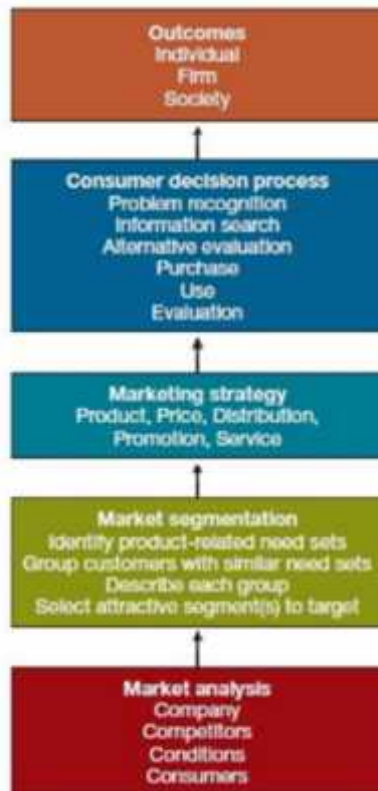 Outcomes
Individual
Firm
Society
Consumer decision process
Problem recognition
Information search
Alternative evaluation
Purchase
Use
Evaluation
Marketing strategy
Product, Price, Distribution,
Promotion, Service
Market segmentation
Identify product-related need sets
Group customers with similar need sets
Describe each group
Select attractive segment(s) to target
Market analysis
Company
Competitors
Conditions
Consumers